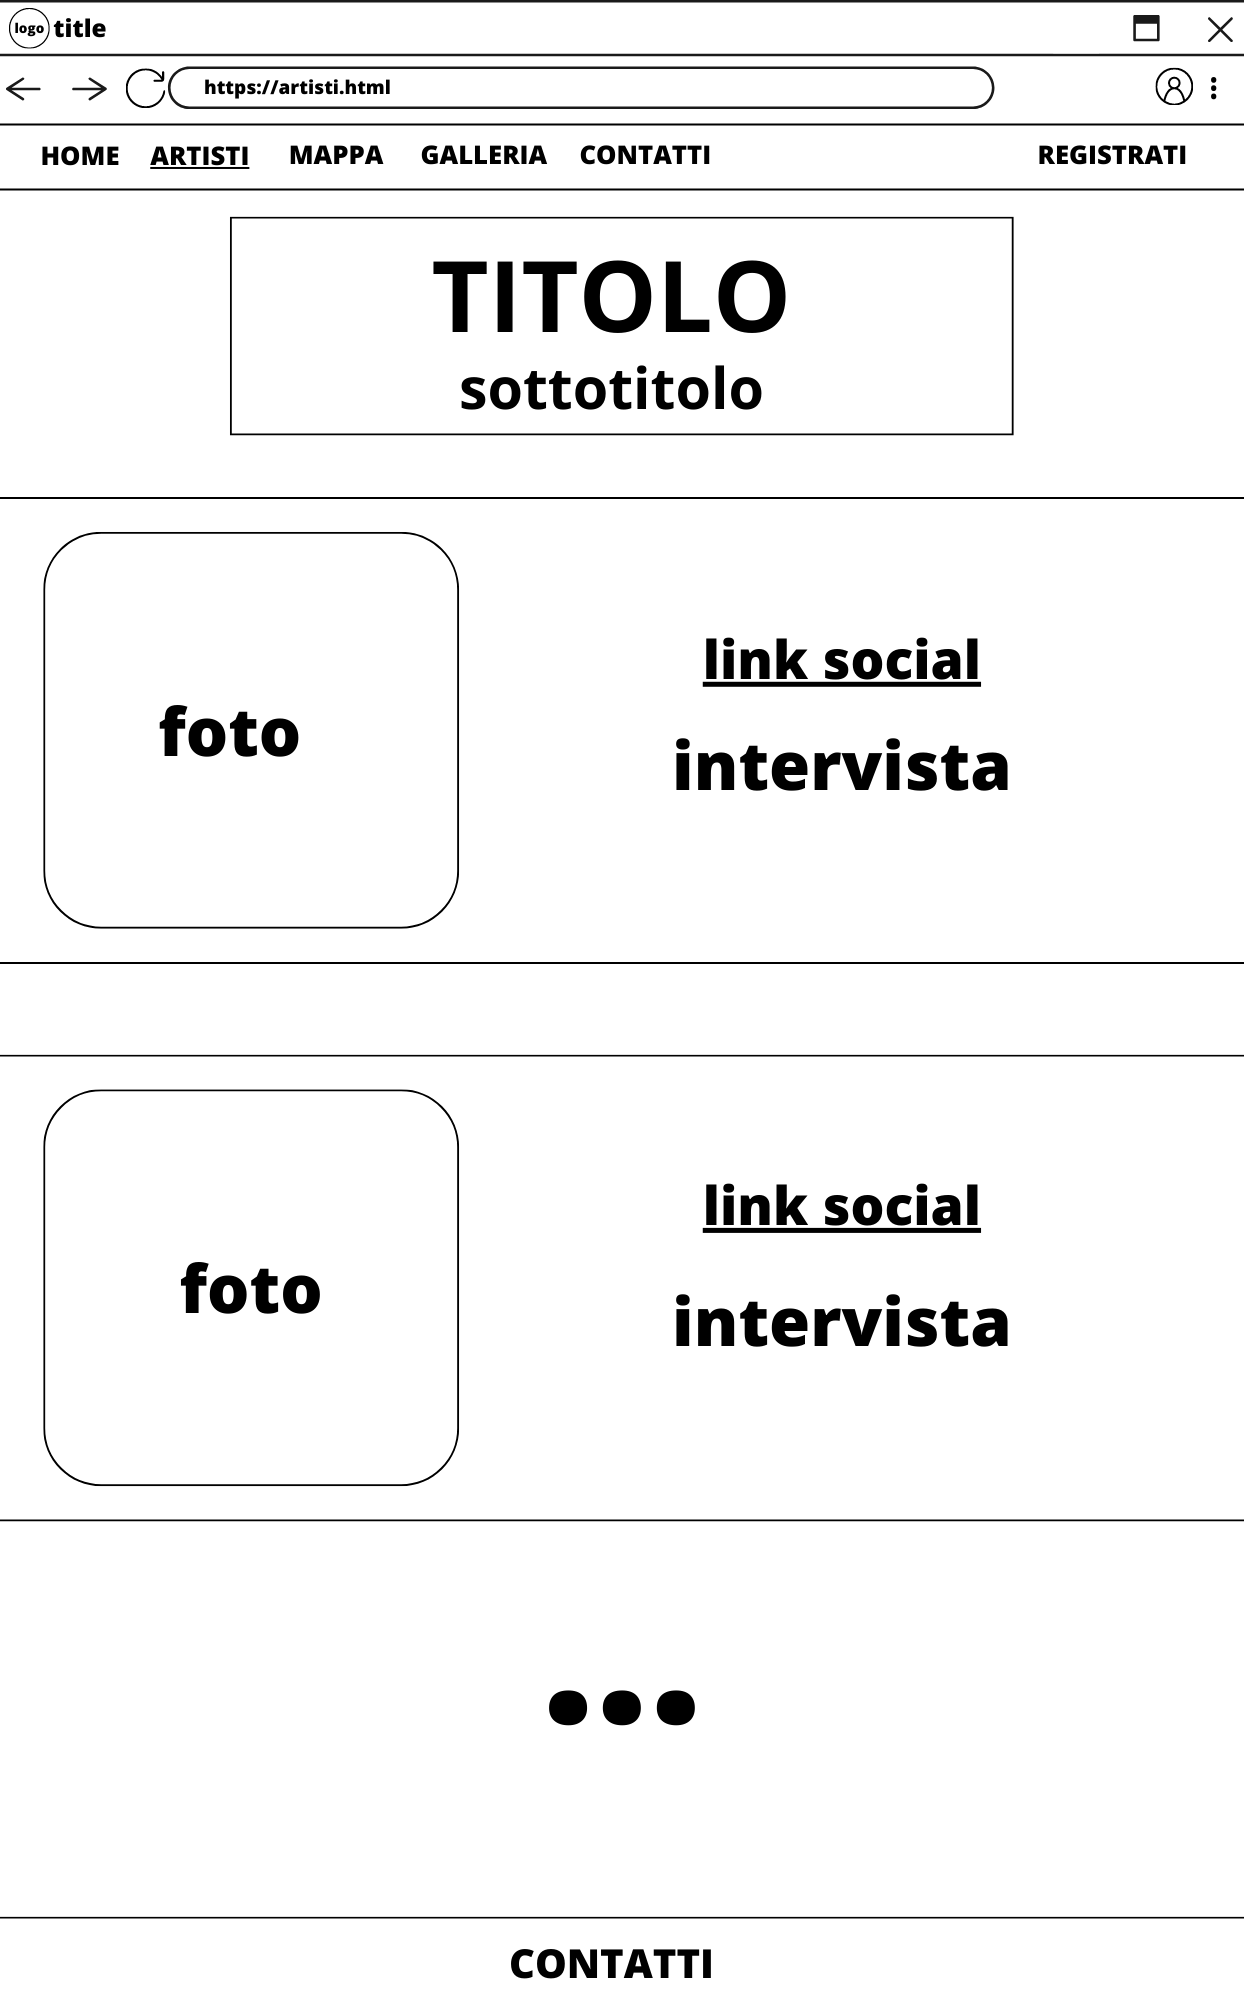 logo title
https://artisti.html
HOME ARTISTI MAPPA GALLERIA CONTATTI REGISTRATI
TITOLO
sottotitolo
foto
link social
intervista
foto
link social
intervista
...
CONTATTI